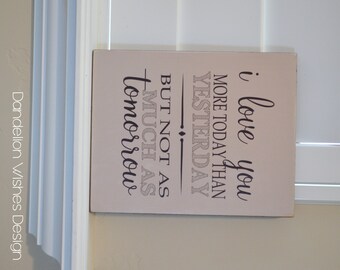 i love you
MORE TODAY THAN
YESTERDAY
BUT NOT AS
MUCH AS
tomorrow
Dandelion Wishes Design